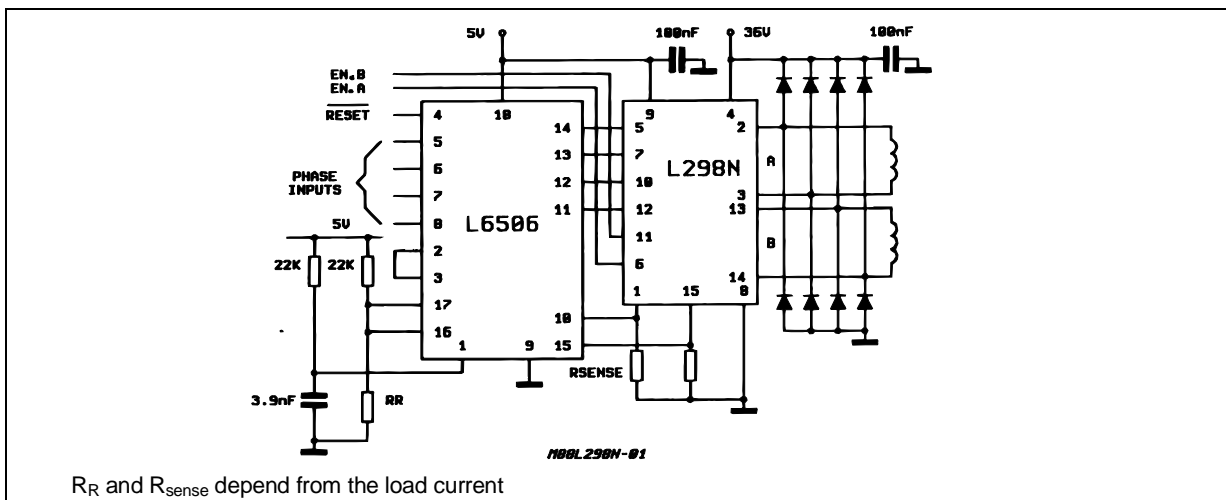 5V
100nF
36V
100nF
EN.B
EN.A
RESET
4
18
9
4
5
14
5
2
6
13
7
L298N
A
PHASE
INPUTS
7
12
10
3
8
L6506
11
12
13
5V
2
11
B
22K
22K
3
6
14
17
1
15
8
16
10
1
9
15
RSENSE
3.9nF
RR
M88L298N-01
RR and Rsense depend from the load current